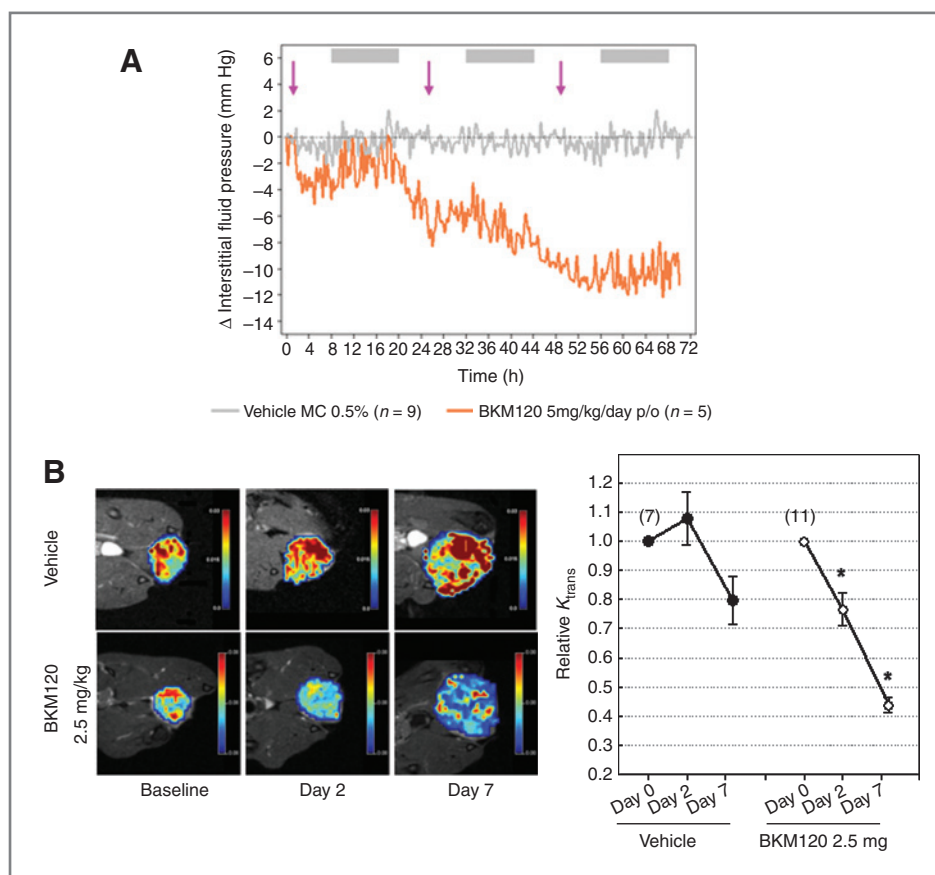 A
Δ Interstitial fluid pressure (mm Hg)
6
4
2
0
−2
−4
−6
−8
−10
−12
−14
0 4 8 12 16 20 24 28 32 36 40 44 48 52 56 60 64 68 72
Time (h)
Vehicle MC 0.5% (n = 9) BKM120 5mg/kg/day p/o (n = 5)
B
Vehicle
BKM120
2.5 mg/kg
Baseline Day 2 Day 7
Relative Ktrans
1.2
1.1
1.0
0.9
0.8
0.7
0.6
0.5
0.4
0.3
0.2
(7) (11)
*
*
Day 0 Day 2 Day 7 Day 0 Day 2 Day 7
Vehicle BKM120 2.5 mg